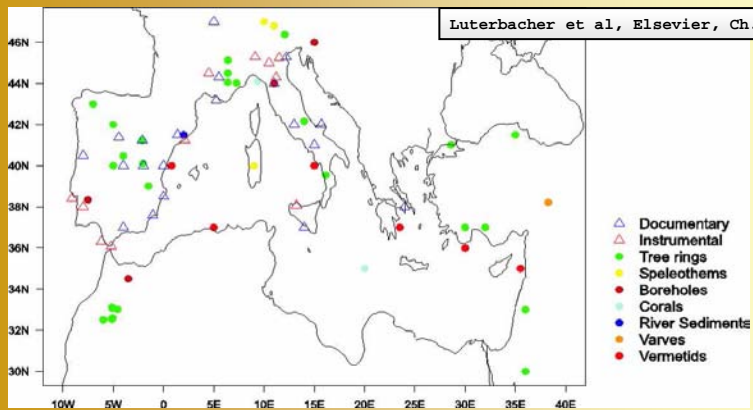 Luterbacher et al, Elsevier, Ch.
46N
44N
42N
40N
38N
36N
34N
32N
30N
10W 5W 0 5E 10E 15E 20E 25E 30E 35E 40E
Documentary
Instrumental
Tree rings
Speleothems
Boreholes
Corals
River Sediments
Varves
Vermetids